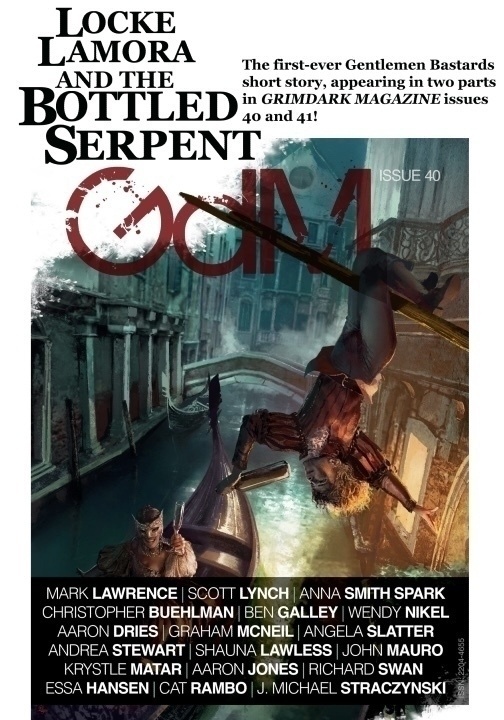 LOCKE
LAMORA
AND THE
BOTTLED
SERPENT
The first-ever Gentlemen Bastards
short story, appearing in two parts
in GRIMDARK MAGAZINE issues
40 and 41!
GdM
ISSUE 40
MARK LAWRENCE | SCOTT LYNCH | ANNA SMITH SPARK
CHRISTOPHER BUEHLMAN | BEN GALLEY | WENDY NIKEL
AARON DRIES | GRAHAM MCNEIL | ANGELA SLATTER
ANDREA STEWART | SHAUNA LAWLESS | JOHN MAURO
KRYSTLE MATAR | AARON JONES | RICHARD SWAN
ESSA HANSEN | CAT RAMBO | J. MICHAEL STRACZYNSKI
ISSN: 2204-4655